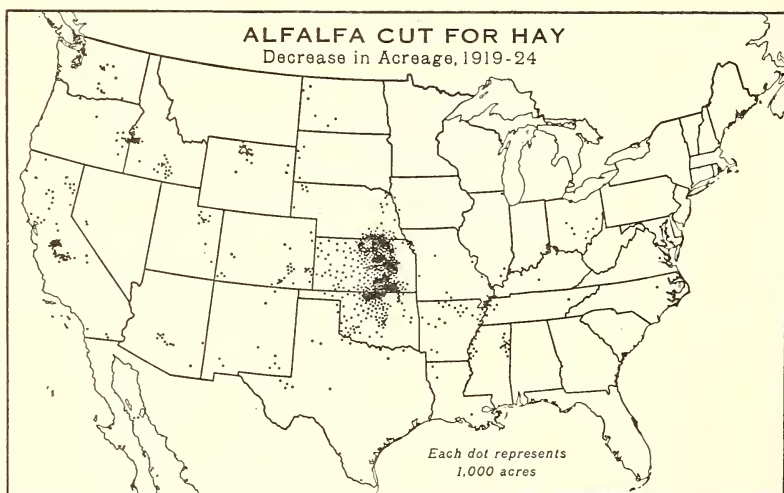 ALFALFA CUT FOR HAY
Decrease in Acreage, 1919-24
Each dot represents
1,000 acres